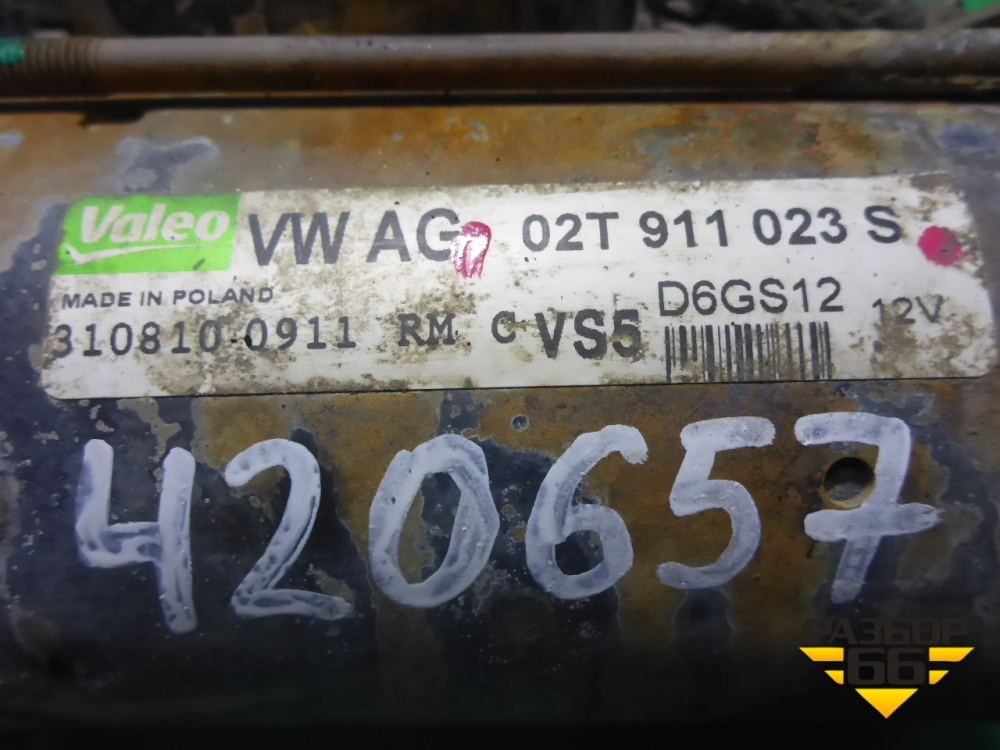 Valeo VW AG 02T 911 023 S
MADE IN POLAND D6GS12 12V
310810-0911 RM C VS5
420657
РАЗБОР
66